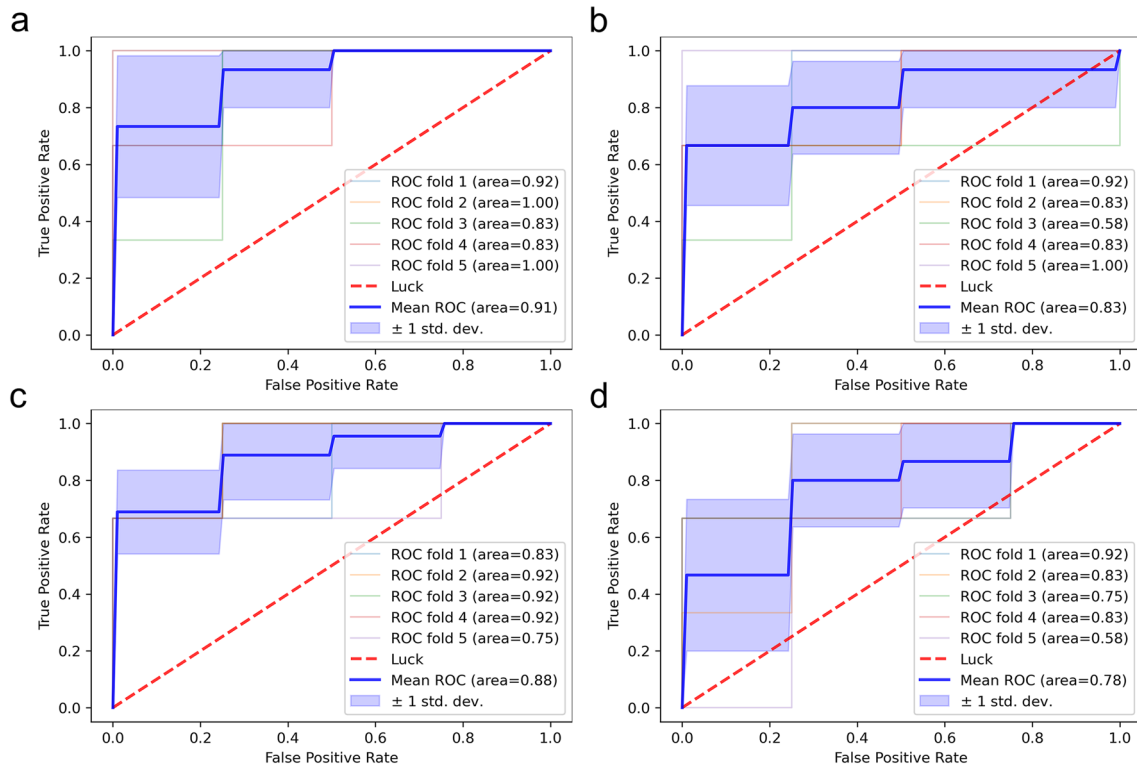 a
1.0
0.8
0.6
0.4
0.2
0.0
True Positive Rate
ROC fold 1 (area=0.92)
ROC fold 2 (area=1.00)
ROC fold 3 (area=0.83)
ROC fold 4 (area=0.83)
ROC fold 5 (area=1.00)
Luck
Mean ROC (area=0.91)
± 1 std. dev.
0.0 0.2 0.4 0.6 0.8 1.0
False Positive Rate
b
1.0
0.8
0.6
0.4
0.2
0.0
True Positive Rate
ROC fold 1 (area=0.92)
ROC fold 2 (area=0.83)
ROC fold 3 (area=0.58)
ROC fold 4 (area=0.83)
ROC fold 5 (area=1.00)
Luck
Mean ROC (area=0.83)
± 1 std. dev.
0.0 0.2 0.4 0.6 0.8 1.0
False Positive Rate
c
1.0
0.8
0.6
0.4
0.2
0.0
True Positive Rate
ROC fold 1 (area=0.83)
ROC fold 2 (area=0.92)
ROC fold 3 (area=0.92)
ROC fold 4 (area=0.92)
ROC fold 5 (area=0.75)
Luck
Mean ROC (area=0.88)
± 1 std. dev.
0.0 0.2 0.4 0.6 0.8 1.0
False Positive Rate
d
1.0
0.8
0.6
0.4
0.2
0.0
True Positive Rate
ROC fold 1 (area=0.92)
ROC fold 2 (area=0.83)
ROC fold 3 (area=0.75)
ROC fold 4 (area=0.83)
ROC fold 5 (area=0.58)
Luck
Mean ROC (area=0.78)
± 1 std. dev.
0.0 0.2 0.4 0.6 0.8 1.0
False Positive Rate